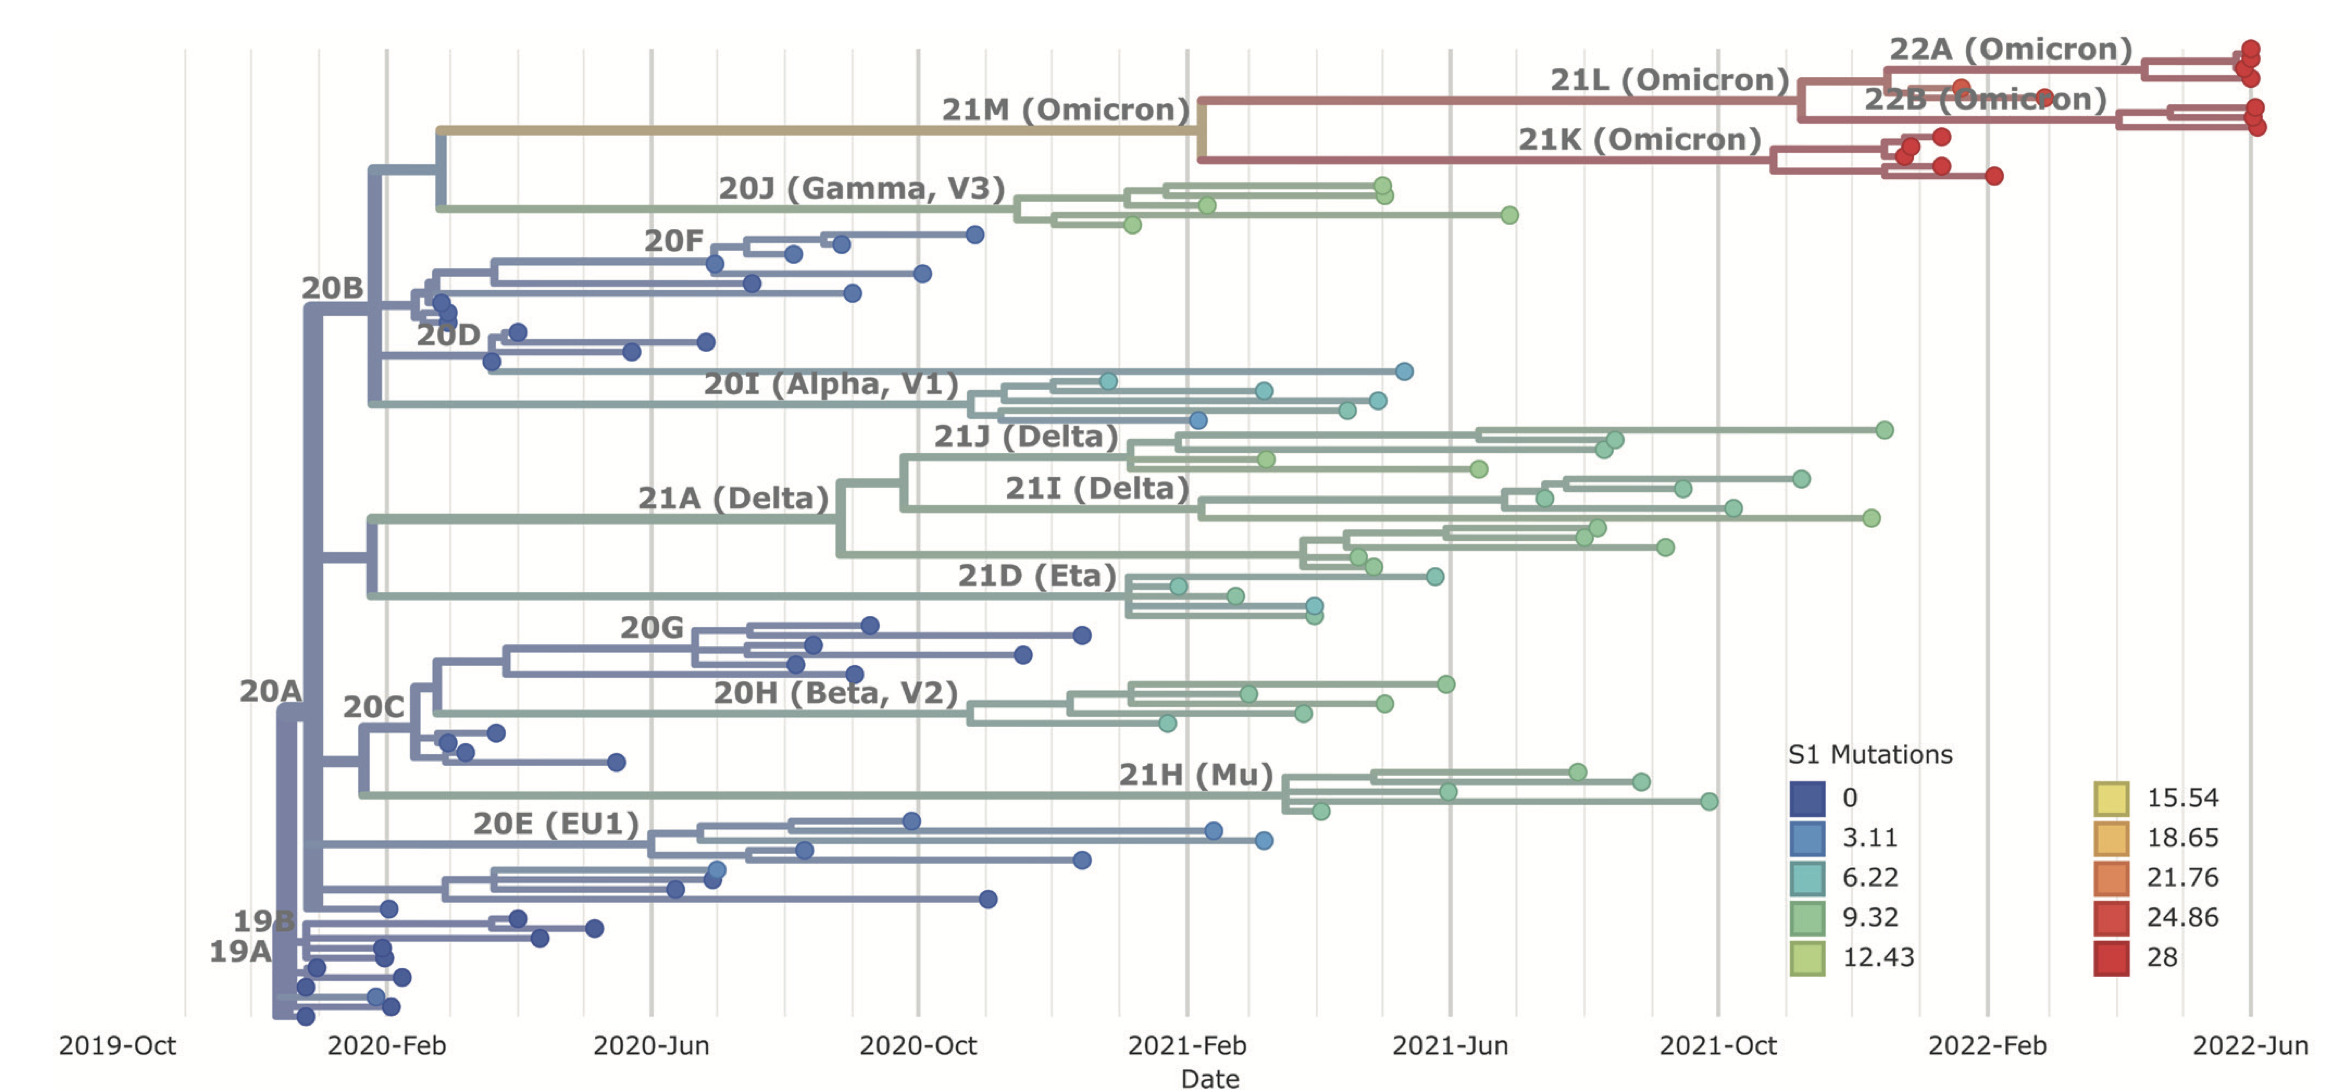 22A (Omicron)
21L (Omicron)
22B (Omicron)
21M (Omicron)
21K (Omicron)
20J (Gamma, V3)
20F
20B
20D
20I (Alpha, V1)
21J (Delta)
21I (Delta)
21A (Delta)
21D (Eta)
20G
20A
20C
20H (Beta, V2)
21H (Mu)
20E (EU1)
19B
19A
S1 Mutations
0
3.11
6.22
9.32
12.43
15.54
18.65
21.76
24.86
28
2019-Oct
2020-Feb
2020-Jun
2020-Oct
2021-Feb
2021-Jun
2021-Oct
2022-Feb
2022-Jun
Date